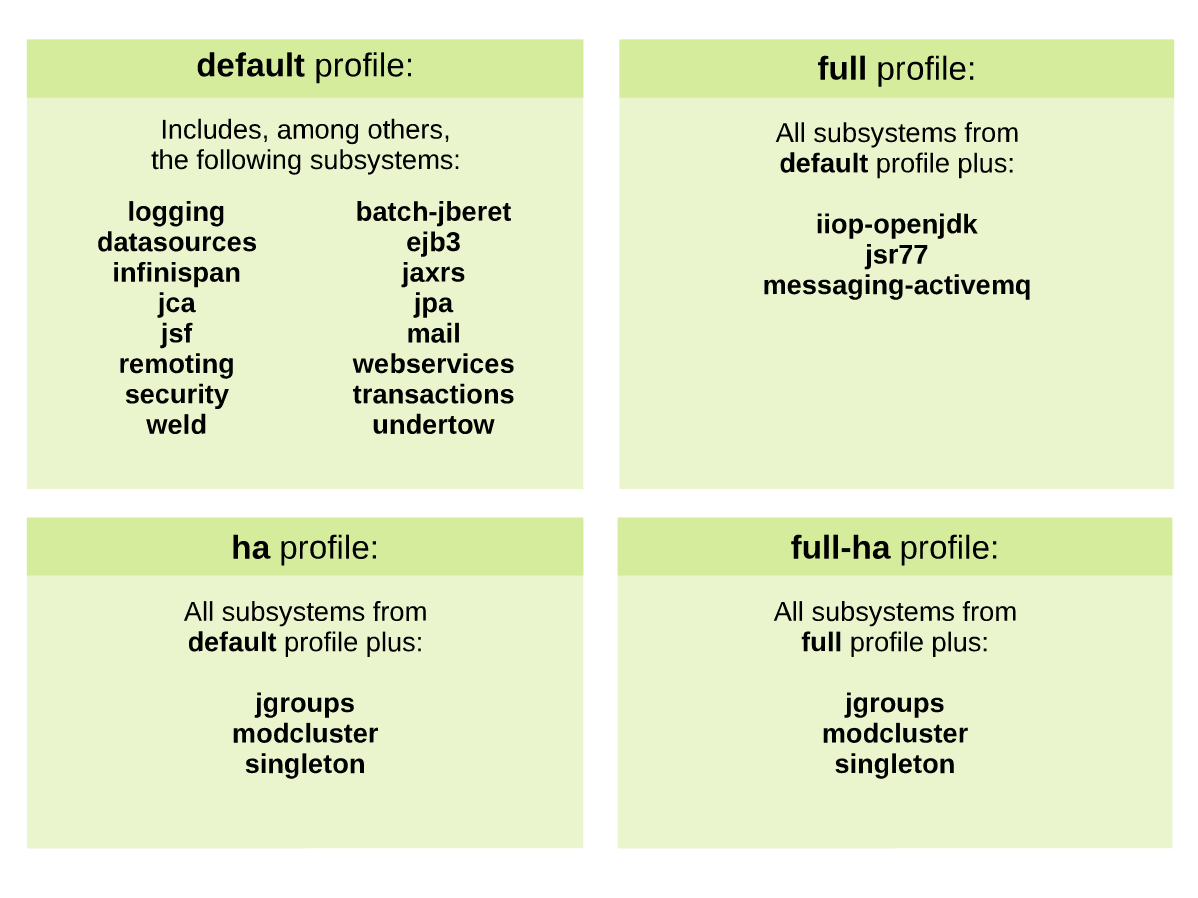 default profile:
Includes, among others,
the following subsystems:
logging
datasources
infinispan
jca
jsf
remoting
security
weld
batch-jberet
ejb3
jaxrs
jpa
mail
webservices
transactions
undertow
full profile:
All subsystems from
default profile plus:
iiop-openjdk
jsr77
messaging-activemq
ha profile:
All subsystems from
default profile plus:
jgroups
modcluster
singleton
full-ha profile:
All subsystems from
full profile plus:
jgroups
modcluster
singleton